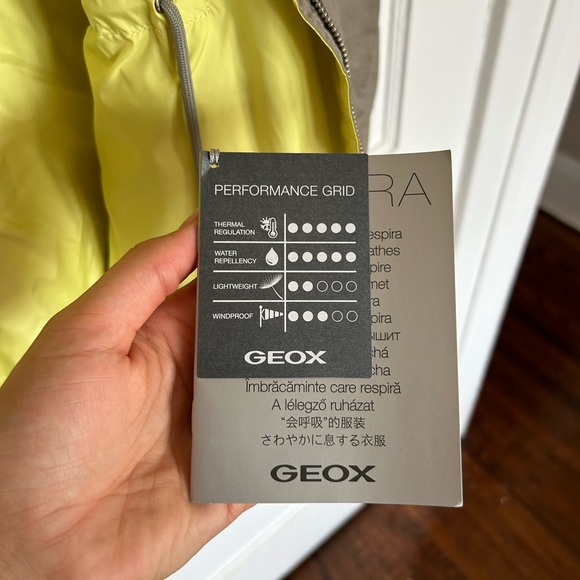 PERFORMANCE GRID
THERMAL
REGULATION
WATER
REPELLENCY
LIGHTWEIGHT
WINDPROOF
GEOX
RA
espira
athes
pire
met
ra
pira
ышит
chá
cha
Îmbrăcăminte care respiră
A lélegző ruházat
“会呼吸”的服装
さわやかに息する衣服
GEOX